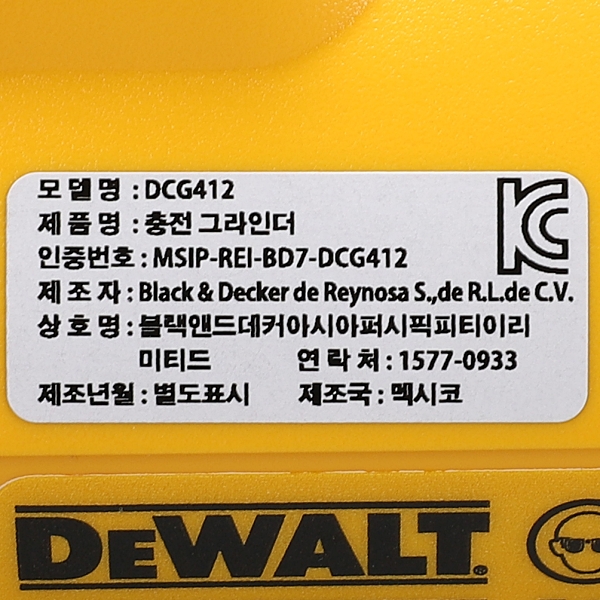 모델명 : DCG412
제품명 : 충전 그라인더
인증번호 : MSIP-REI-BD7-DCG412
제조자 : Black & Decker de Reynosa S.,de R.L.de C.V.
상호명 : 블랙앤드데커아시아퍼시픽피티이리
미티드 연락처 : 1577-0933
제조년월 : 별도표시 제조국 : 멕시코
KC
DEWALT®